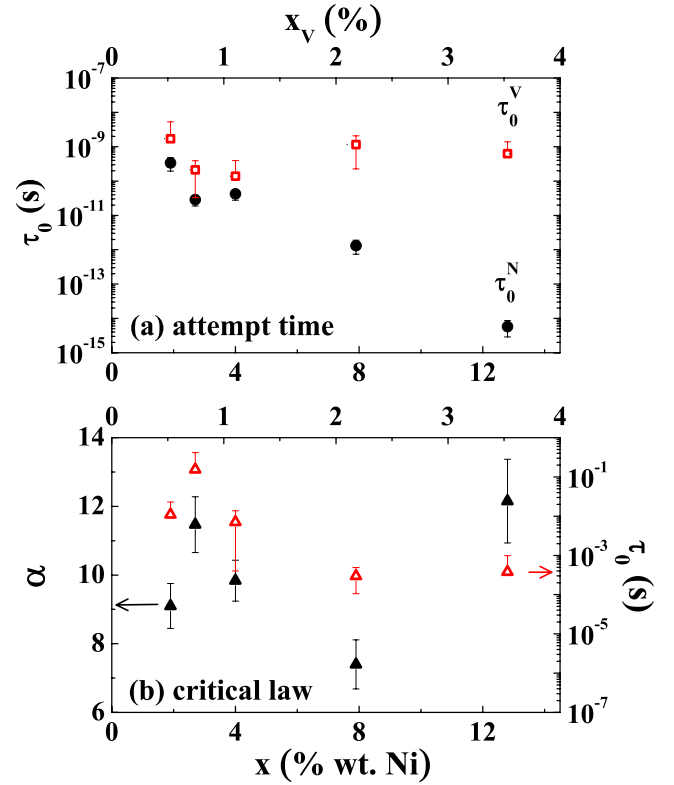 x_V (%)
0 1 2 3 4
10^-7
10^-9
10^-11
10^-13
10^-15
τ_0 (s)
τ_0^V
τ_0^N
(a) attempt time
0 4 8 12
0 1 2 3 4
14
12
10
8
6
α
10^-1
10^-3
10^-5
10^-7
τ_0 (s)
(b) critical law
0 4 8 12
x (% wt. Ni)